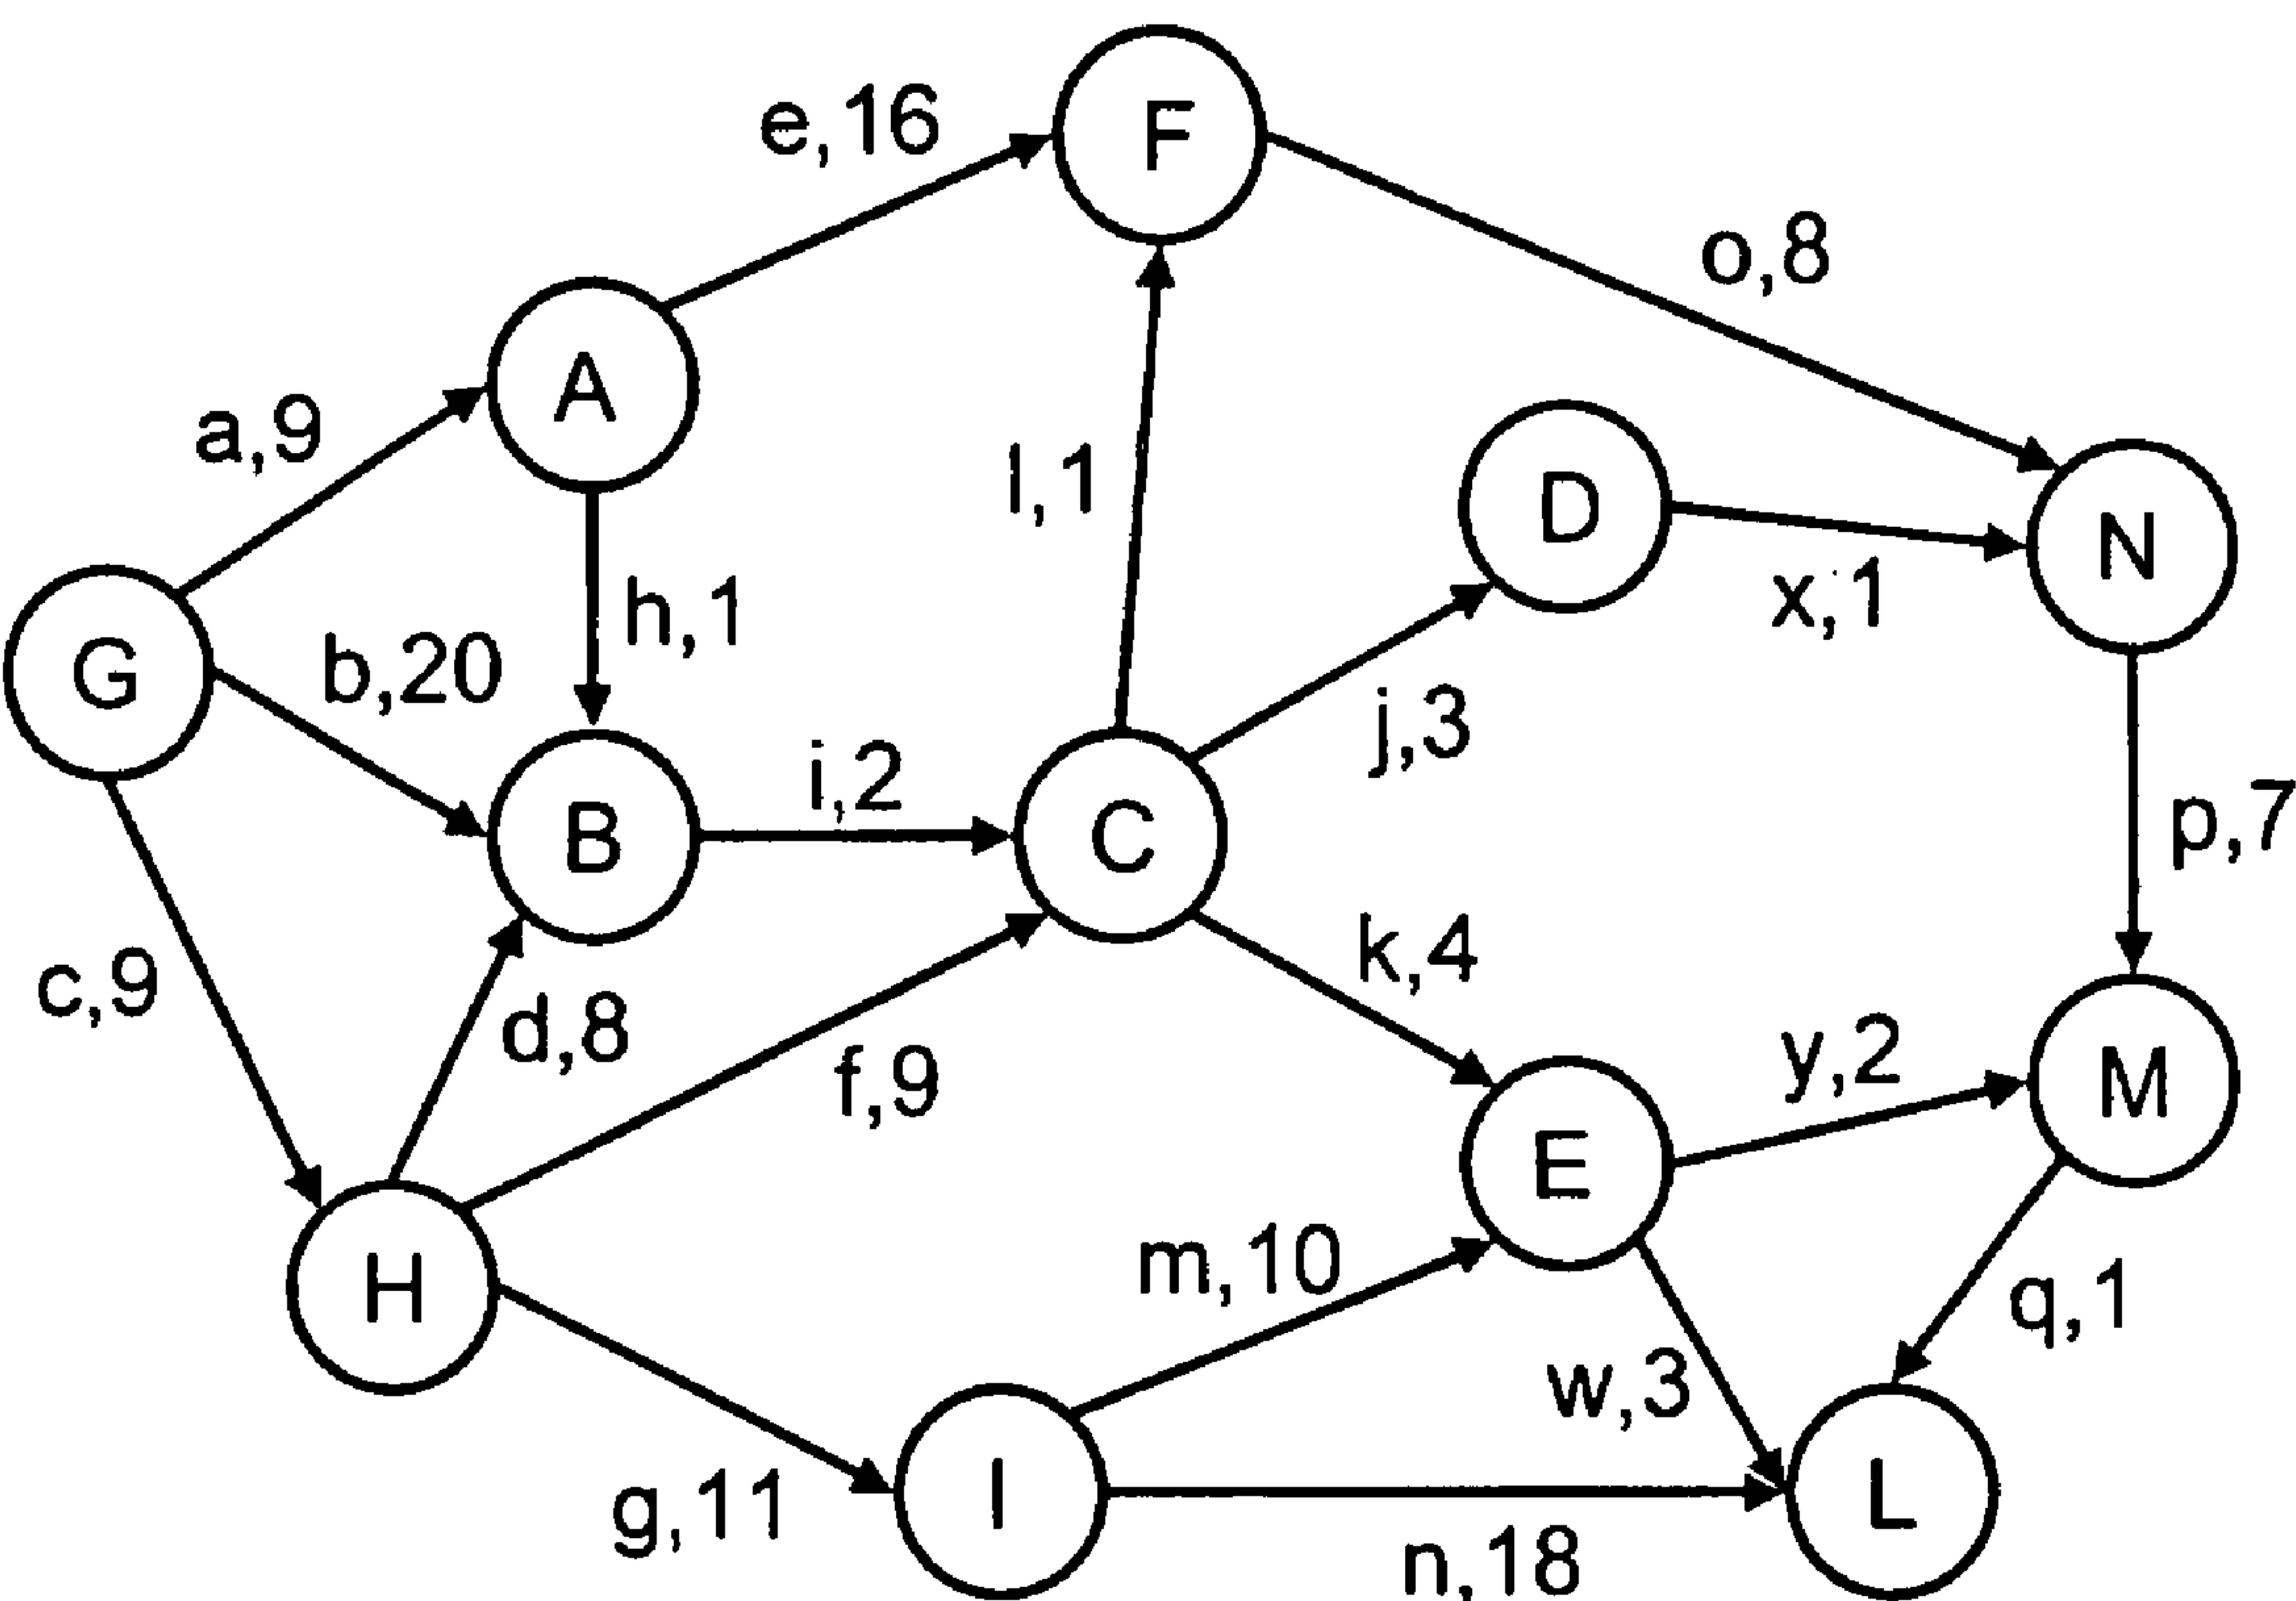 F
e,16
o,8
A
a,9
l,1
D
N
x,1
h,1
G
b,20
j,3
i,2
B
C
p,7
k,4
c,9
d,8
f,9
y,2
M
E
H
m,10
q,1
w,3
g,11
I
L
n,18